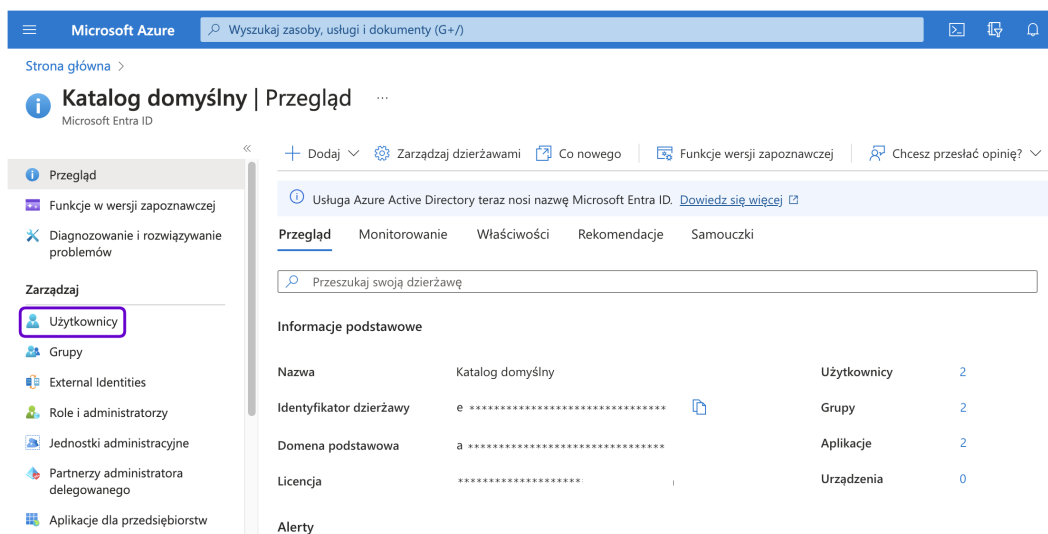 Microsoft Azure
Wyszukaj zasoby, usługi i dokumenty (G+/)
Strona główna >
Katalog domyślny | Przegląd ...
Microsoft Entra ID
«
Dodaj Zarządzaj dzierżawami Co nowego Funkcje wersji zapoznawczej Chcesz przesłać opinię?
Przegląd
Funkcje w wersji zapoznawczej
Diagnozowanie i rozwiązywanie
problemów
Zarządzaj
Użytkownicy
Grupy
External Identities
Role i administratorzy
Jednostki administracyjne
Partnerzy administratora
delegowanego
Aplikacje dla przedsiębiorstw
Usługa Azure Active Directory teraz nosi nazwę Microsoft Entra ID. Dowiedz się więcej
Przegląd Monitorowanie Właściwości Rekomendacje Samouczki
Przeszukaj swoją dzierżawę
Informacje podstawowe
Nazwa Katalog domyślny Użytkownicy 2
Identyfikator dzierżawy e ******************************** Grupy 2
Domena podstawowa a ******************************** Aplikacje 2
Licencja ******************** Urządzenia 0
Alerty